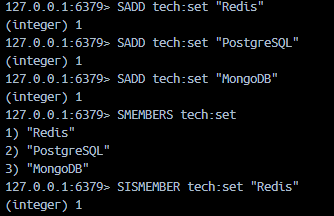 127.0.0.1:6379> SADD tech:set "Redis"
(integer) 1
127.0.0.1:6379> SADD tech:set "PostgreSQL"
(integer) 1
127.0.0.1:6379> SADD tech:set "MongoDB"
(integer) 1
127.0.0.1:6379> SMEMBERS tech:set
1) "Redis"
2) "PostgreSQL"
3) "MongoDB"
127.0.0.1:6379> SISMEMBER tech:set "Redis"
(integer) 1